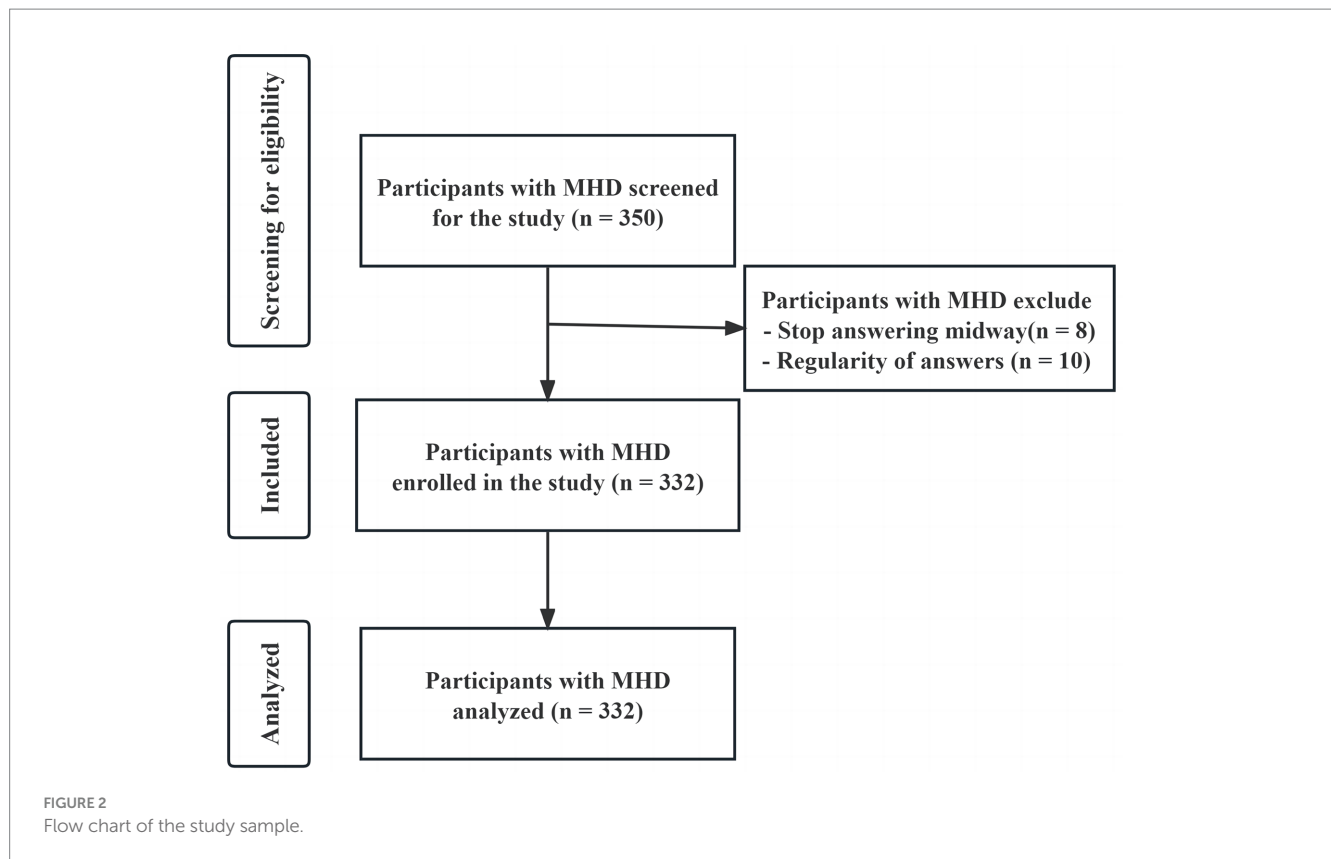 Screening for eligibility
Participants with MHD screened
for the study (n = 350)
Participants with MHD exclude
- Stop answering midway(n = 8)
- Regularity of answers (n = 10)
Included
Participants with MHD
enrolled in the study (n = 332)
Analyzed
Participants with MHD
analyzed (n = 332)
FIGURE 2
Flow chart of the study sample.